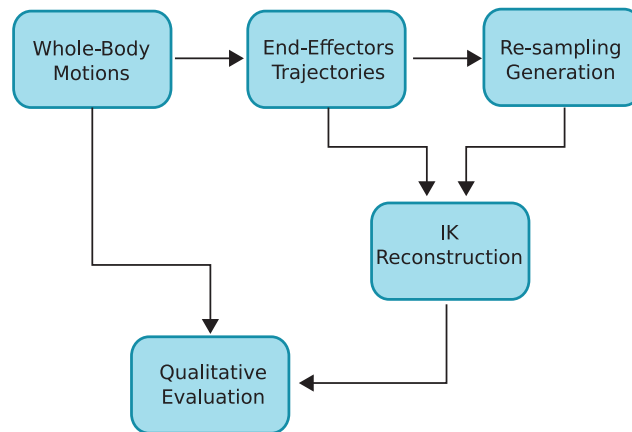 Whole-Body
Motions
End-Effectors
Trajectories
Re-sampling
Generation
IK
Reconstruction
Qualitative
Evaluation